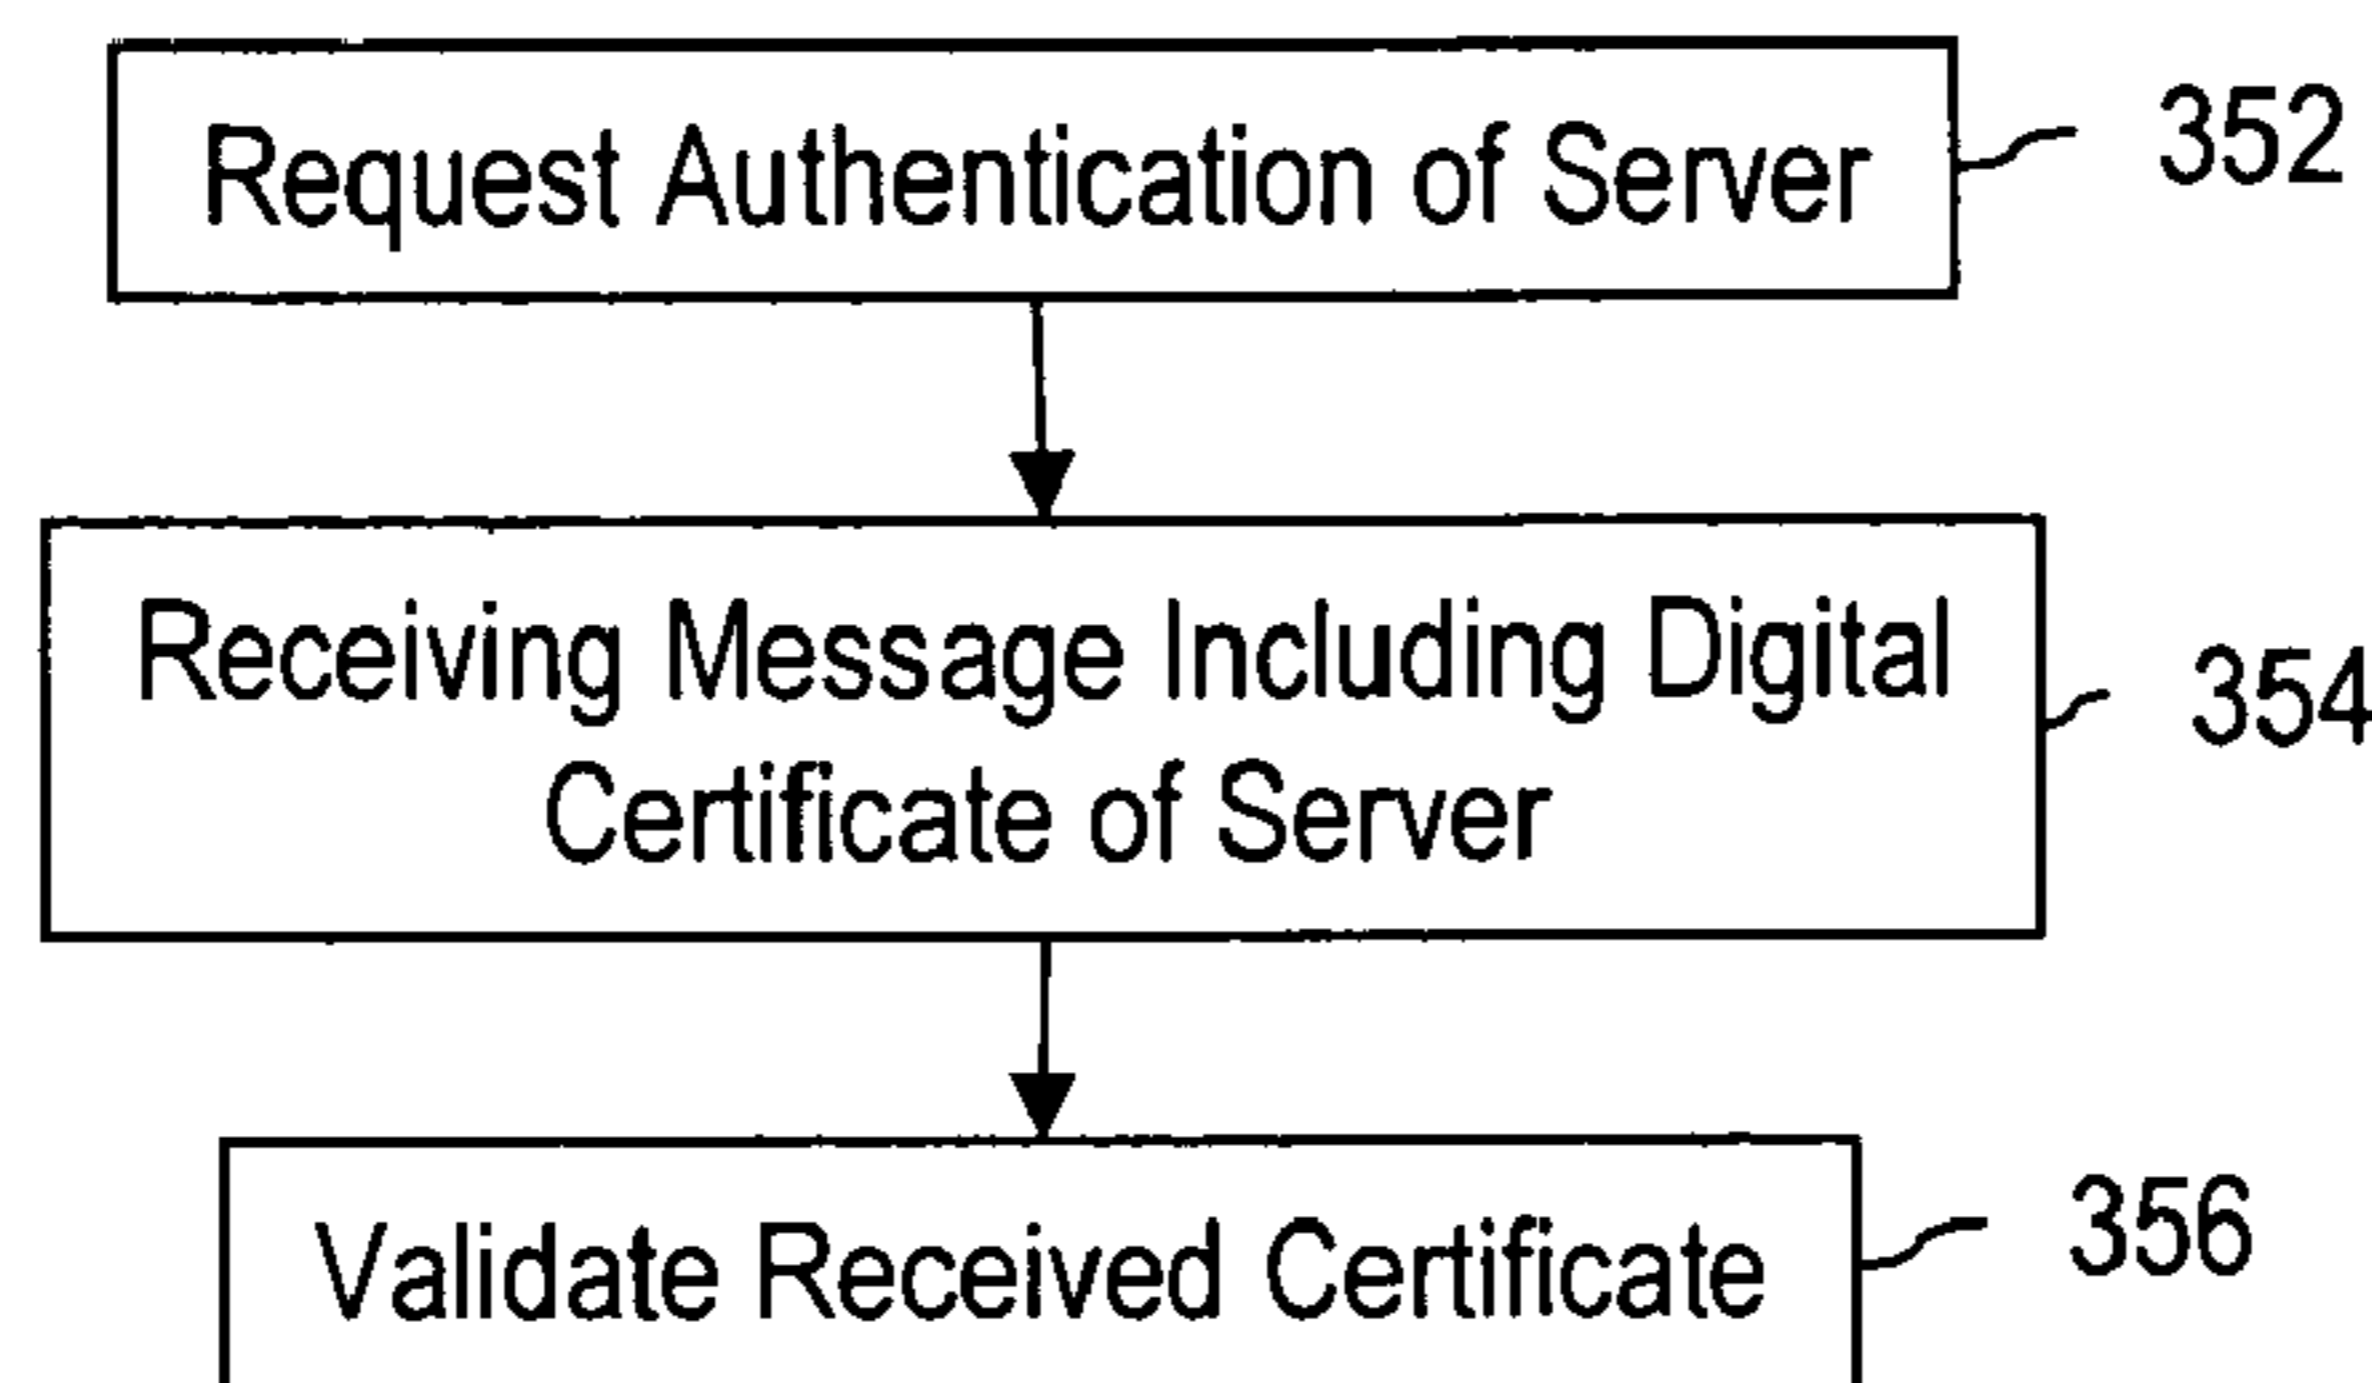 Request Authentication of Server
352
Receiving Message Including Digital
Certificate of Server
354
Validate Received Certificate
356